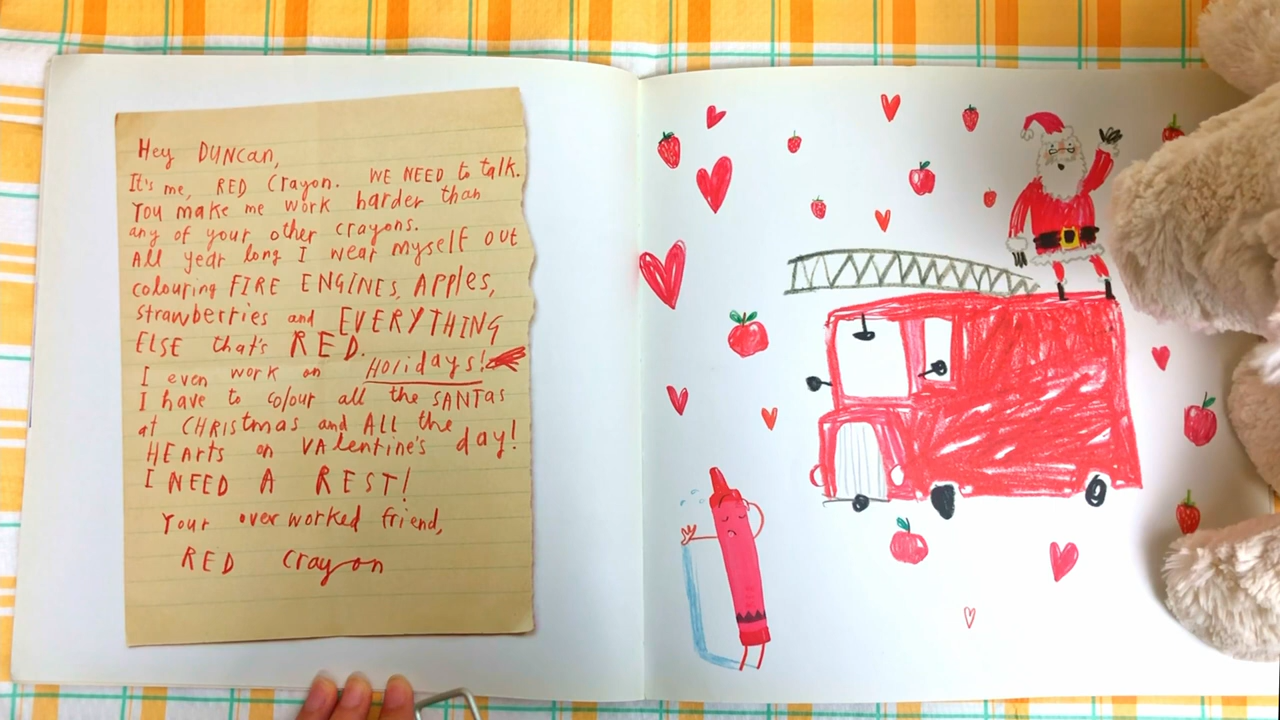 Hey DUNCAN,
It's me, RED Crayon. WE NEED to talk.
You make me work harder than
any of your other crayons.
All year long I wear myself out
colouring FIRE ENGINES, Apples,
strawberries and EVERYTHING
ELSE that's RED.
I even work on Holidays!
I have to colour all the SANTAs
at CHRistmas and ALL the
HEArts on VAlentine's day!
I NEED A REST!
Your overworked friend,
RED Crayon